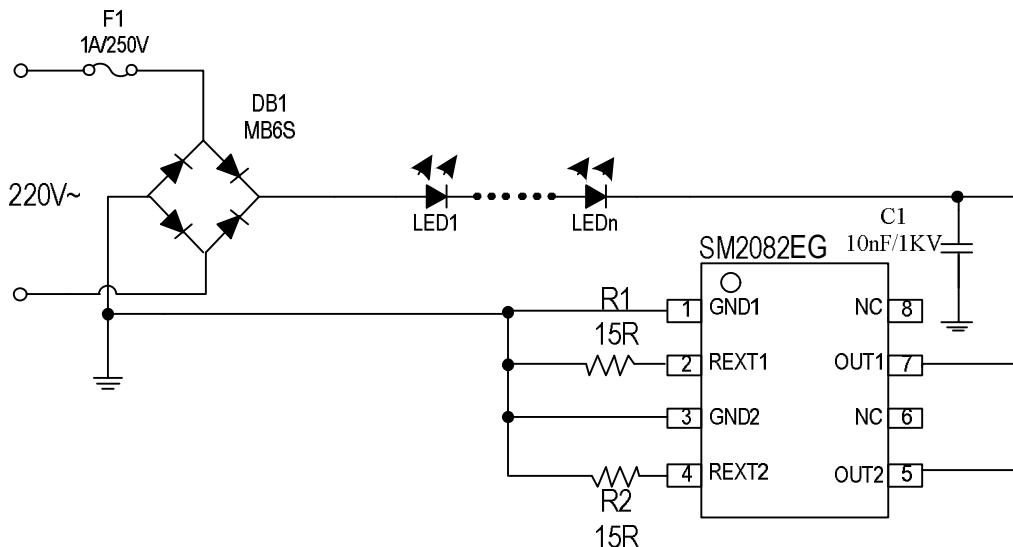 F1
1A/250V
DB1
MB6S
220V~
LED1
LEDn
C1
10nF/1KV
SM2082EG
R1
15R
1 GND1
NC 8
2 REXT1
OUT1 7
3 GND2
NC 6
4 REXT2
OUT2 5
R2
15R